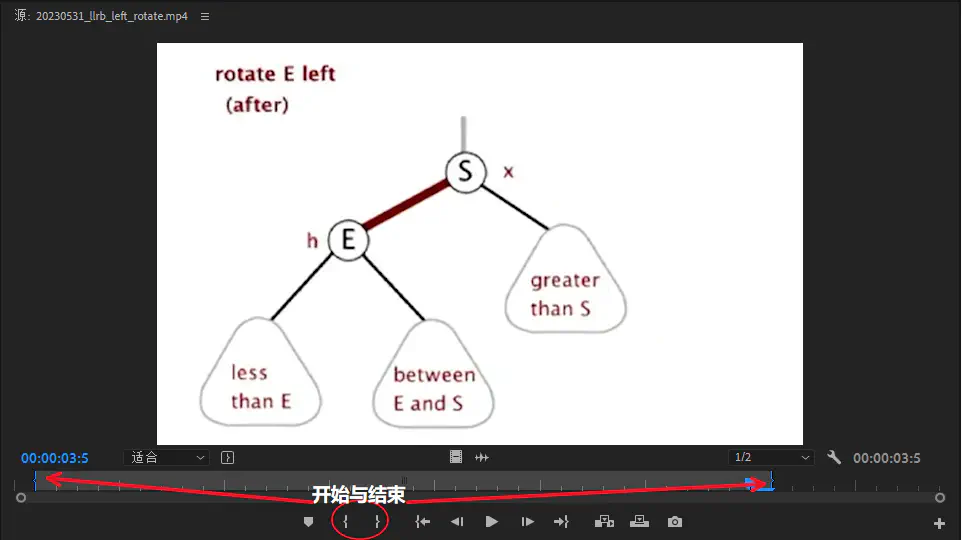 源: 20230531_llrb_left_rotate.mp4
rotate E left
(after)
S
x
h
E
greater
than S
less
than E
between
E and S
00:00:03:5
适合
1/2
00:00:03:5
开始与结束